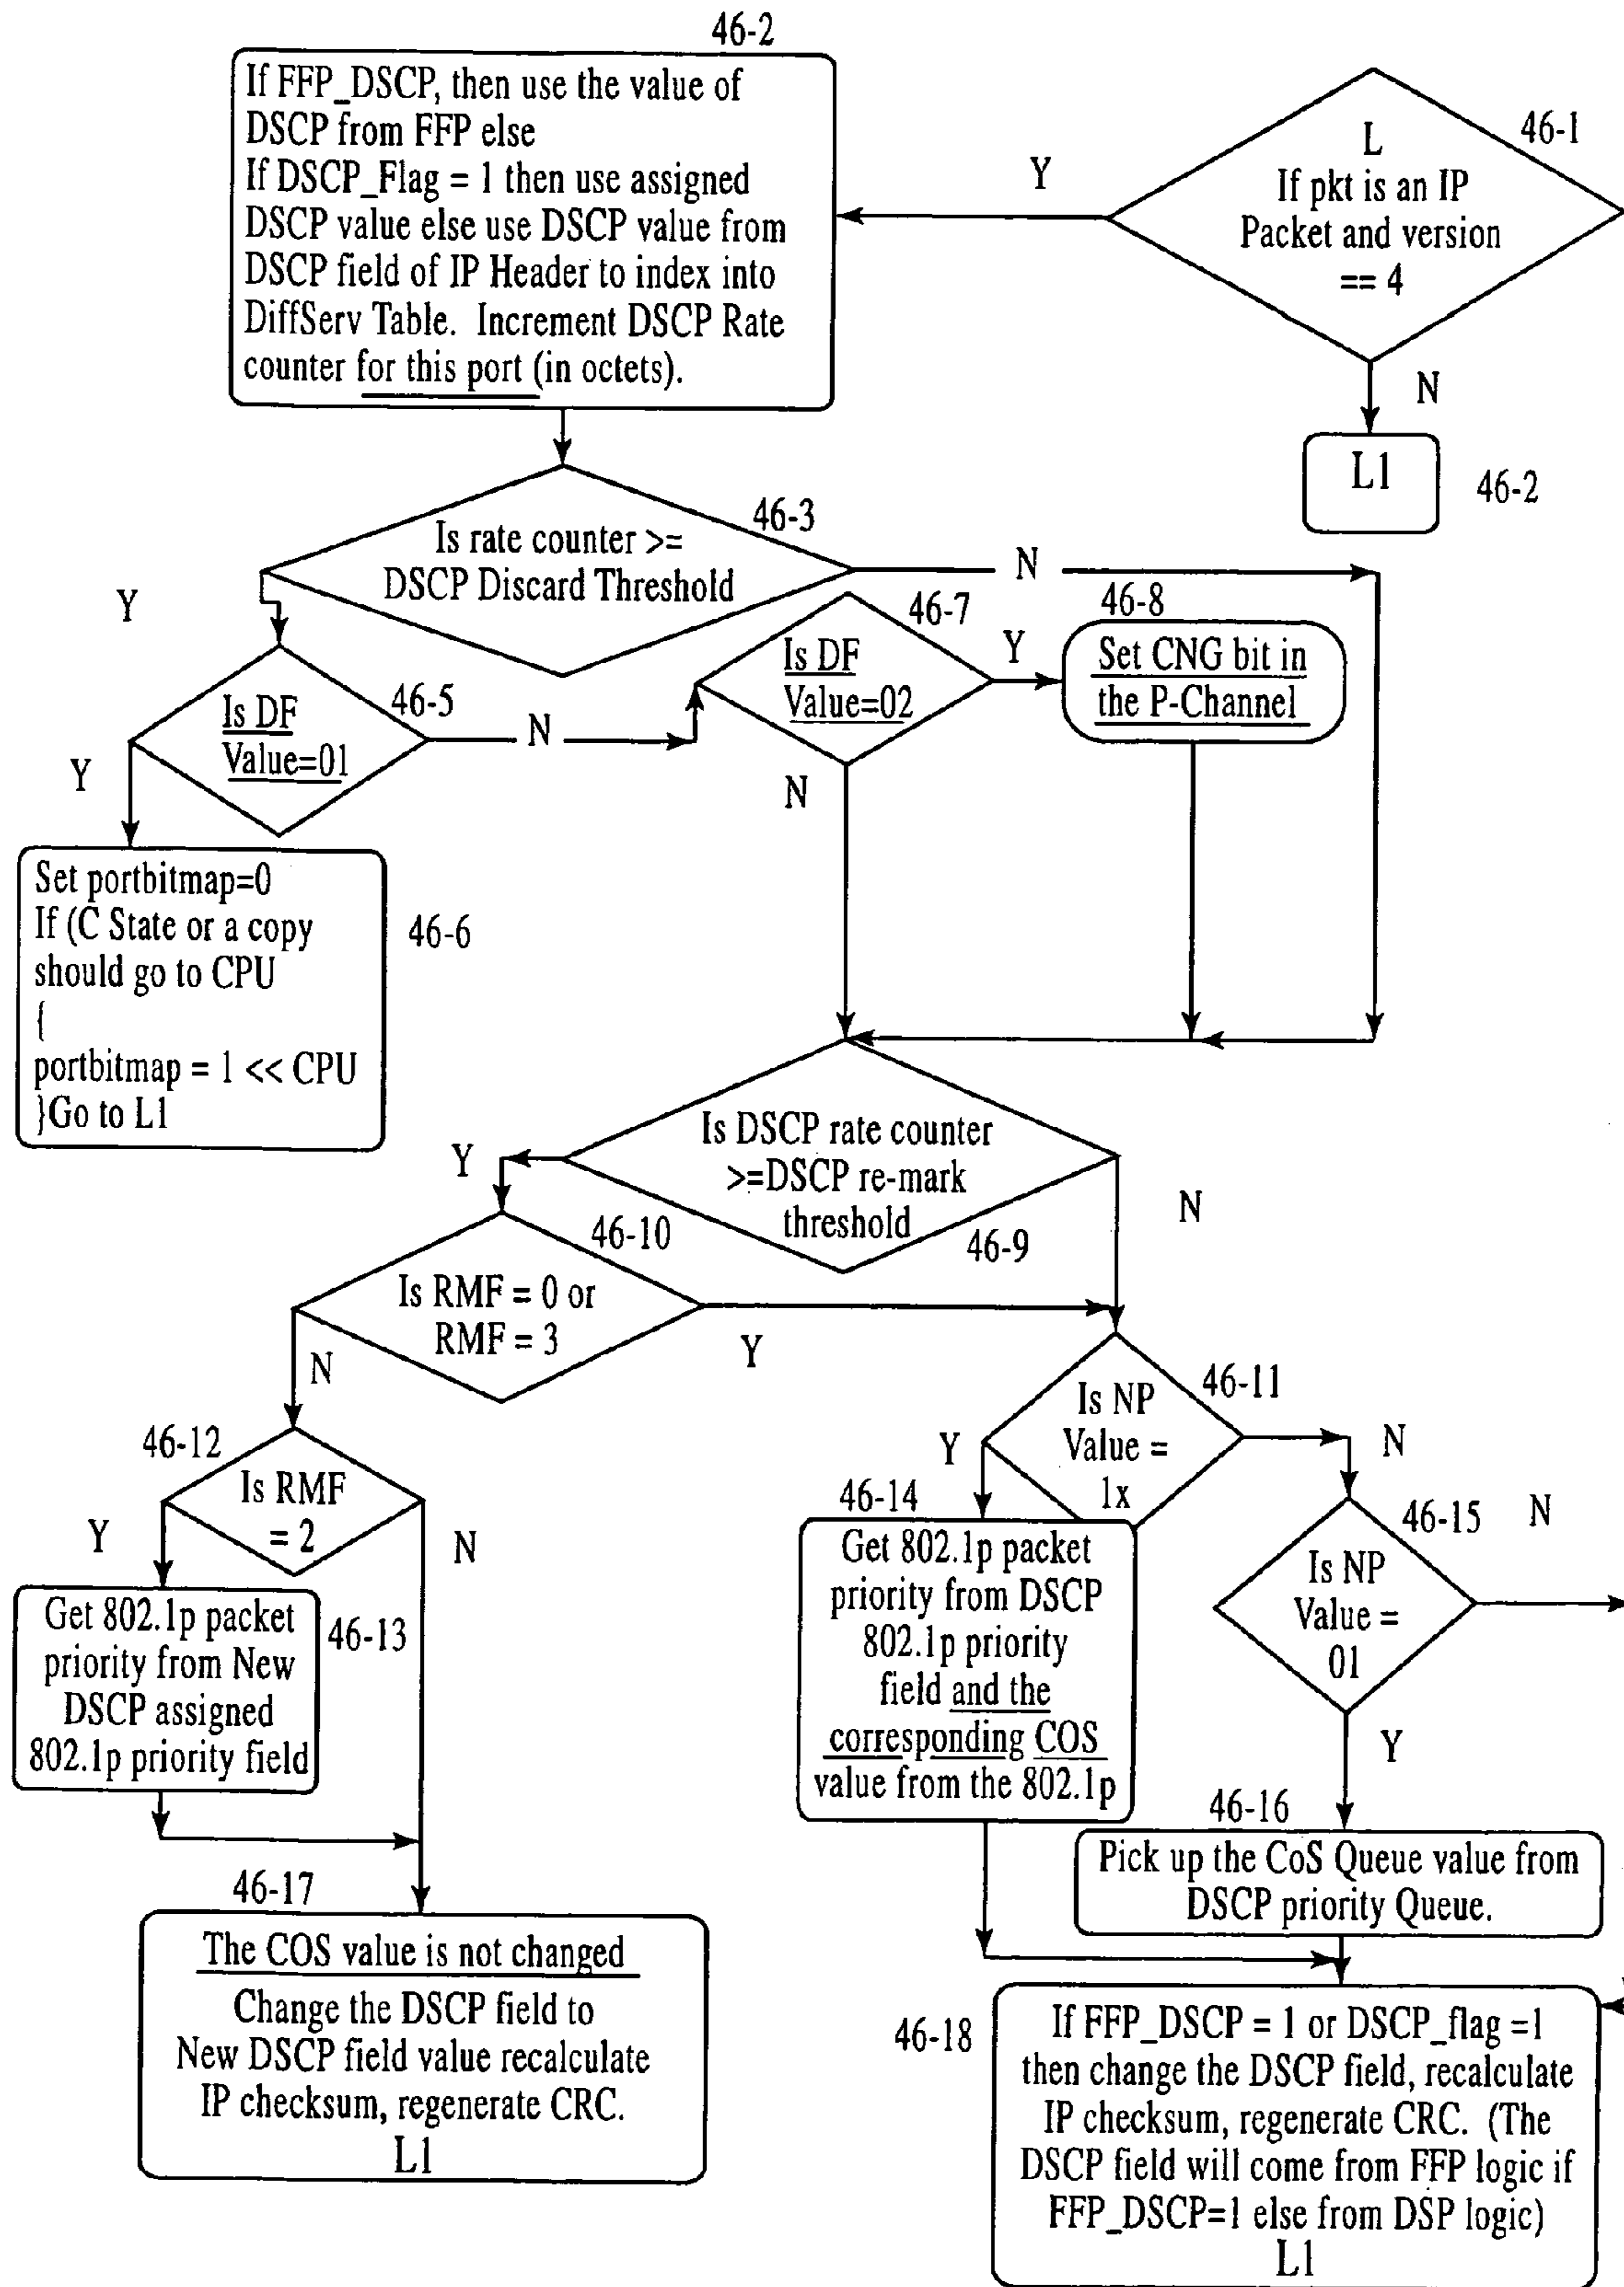 46-2
If FFP_DSCP, then use the value of
DSCP from FFP else
If DSCP_Flag = 1 then use assigned
DSCP value else use DSCP value from
DSCP field of IP Header to index into
DiffServ Table. Increment DSCP Rate
counter for this port (in octets).
46-1
L
If pkt is an IP
Packet and version
== 4
Y
N
L1
46-2
46-3
Is rate counter >=
DSCP Discard Threshold
N
Y
46-5
Is DF
Value=01
N
Y
46-7
Is DF
Value=02
Y
N
46-8
Set CNG bit in
the P-Channel
Set portbitmap=0
If (C State or a copy
should go to CPU
{
portbitmap = 1 << CPU
}Go to L1
46-6
Is DSCP rate counter
>=DSCP re-mark
threshold
46-9
Y
N
46-10
Is RMF = 0 or
RMF = 3
Y
N
46-11
Is NP
Value =
1x
Y
N
46-12
Is RMF
= 2
Y
N
46-13
Get 802.1p packet
priority from New
DSCP assigned
802.1p priority field
46-14
Get 802.1p packet
priority from DSCP
802.1p priority
field and the
corresponding COS
value from the 802.1p
46-15
Is NP
Value =
01
N
Y
46-16
Pick up the CoS Queue value from
DSCP priority Queue.
46-17
The COS value is not changed
Change the DSCP field to
New DSCP field value recalculate
IP checksum, regenerate CRC.
L1
46-18
If FFP_DSCP = 1 or DSCP_flag =1
then change the DSCP field, recalculate
IP checksum, regenerate CRC. (The
DSCP field will come from FFP logic if
FFP_DSCP=1 else from DSP logic)
L1